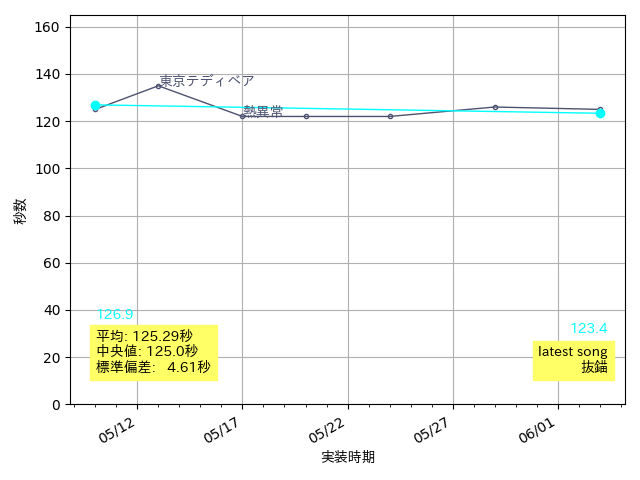 160
140
120
100
80
60
40
20
0
秒数
東京テディベア
熱異常
126.9
平均: 125.29秒
中央値: 125.0秒
標準偏差: 4.61秒
123.4
latest song
抜錨
05/12
05/17
05/22
05/27
06/01
実装時期